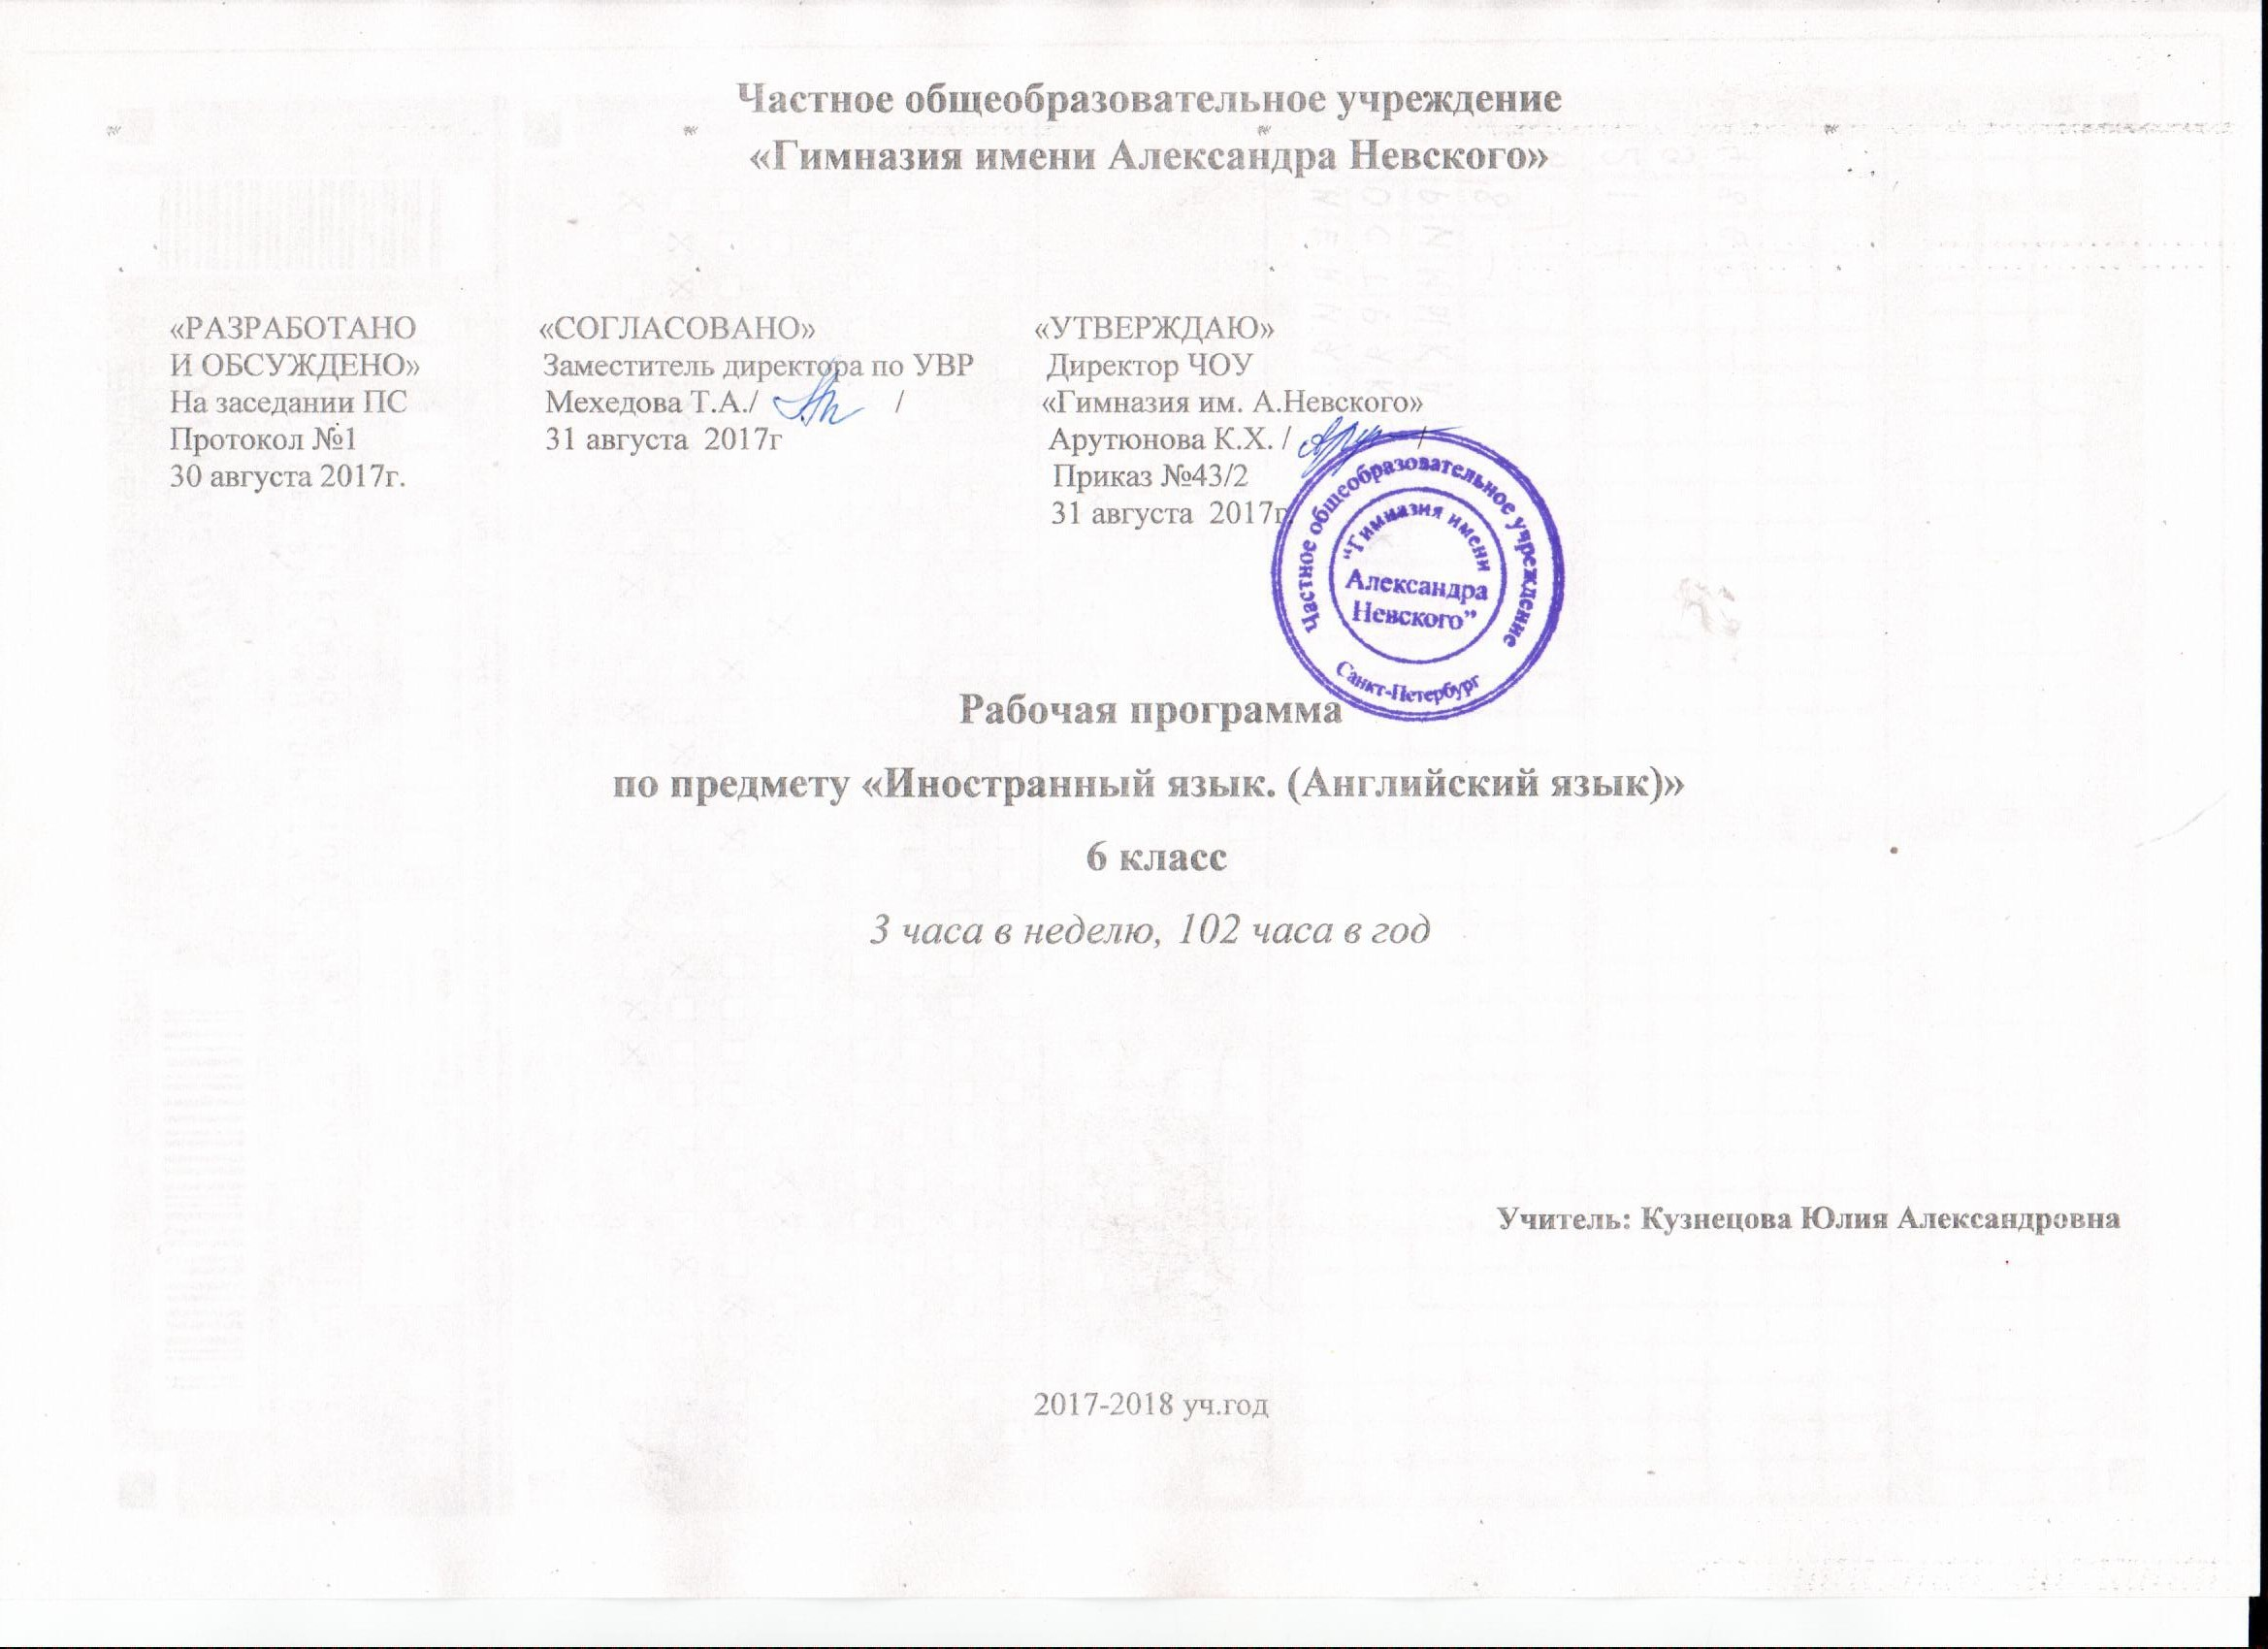 Частное общеобразовательное учреждение
«Гимназия имени Александра Невского»
«РАЗРАБОТАНО
И ОБСУЖДЕНО»
На заседании ПС
Протокол №1
30 августа 2017г.
«СОГЛАСОВАНО»
Заместитель директора по УВР
Мехедова Т.А./ /
31 августа 2017г
«УТВЕРЖДАЮ»
Директор ЧОУ
«Гимназия им. А.Невского»
Арутюнова К.Х. / /
Приказ №43/2
31 августа 2017г.
Частное общеобразовательное учреждение
"Гимназия имени
Александра
Невского"
Санкт-Петербург
Рабочая программа
по предмету «Иностранный язык. (Английский язык)»
6 класс
3 часа в неделю, 102 часа в год
Учитель: Кузнецова Юлия Александровна
2017-2018 уч.год